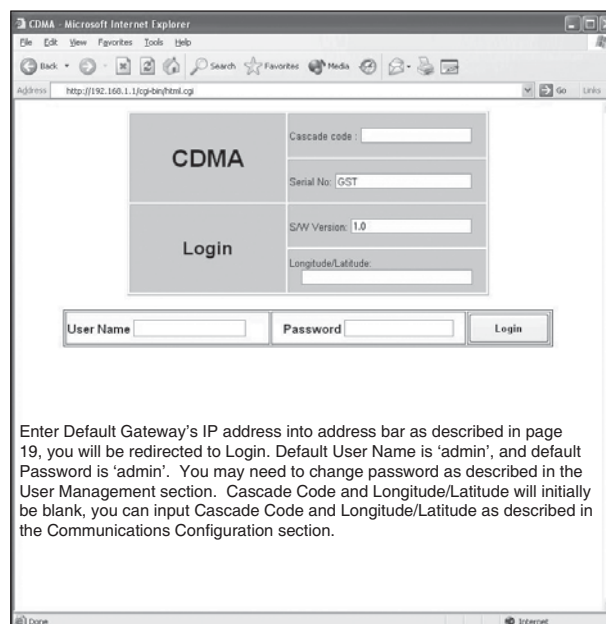 CDMA - Microsoft Internet Explorer
File Edit View Favorites Tools Help
Back Search Favorites Media
Address http://192.168.1.1/cgi-bin/html.cgi Go Links
CDMA
Cascade code :
Serial No: GST
Login
S/W Version: 1.0
Longitude/Latitude:
User Name Password Login
Enter Default Gateway's IP address into address bar as described in page
19, you will be redirected to Login. Default User Name is ‘admin’, and default
Password is ‘admin’.  You may need to change password as described in the
User Management section.  Cascade Code and Longitude/Latitude will initially
be blank, you can input Cascade Code and Longitude/Latitude as described in
the Communications Configuration section.
Done Internet